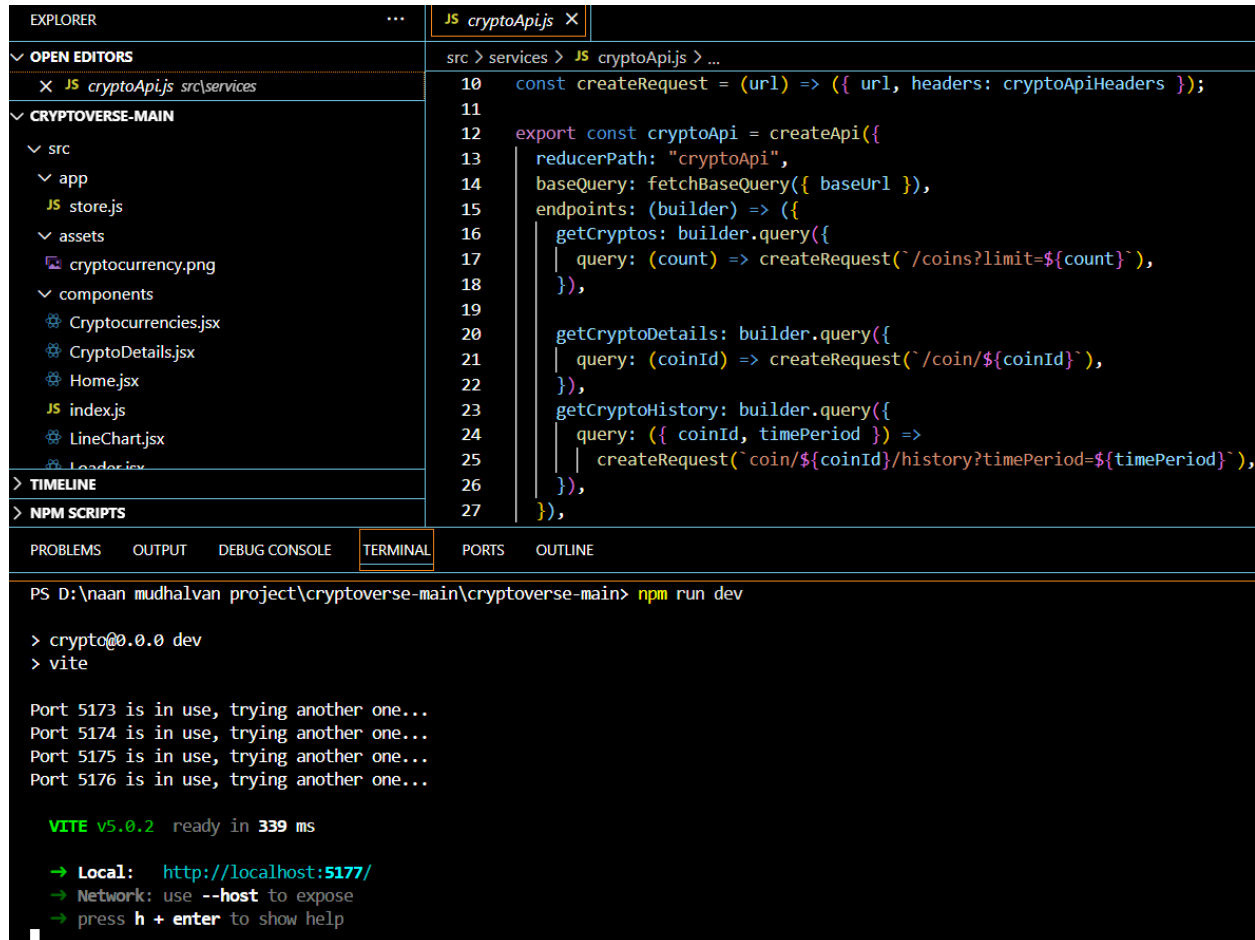 EXPLORER ...
OPEN EDITORS
JS cryptoApi.js src\services
CRYPTOVERSE-MAIN
src
app
JS store.js
assets
cryptocurrency.png
components
Cryptocurrencies.jsx
CryptoDetails.jsx
Home.jsx
JS index.js
LineChart.jsx
Loader.jsx
TIMELINE
NPM SCRIPTS
JS cryptoApi.js
src > services > JS cryptoApi.js > ...
10 const createRequest = (url) => ({ url, headers: cryptoApiHeaders });
11
12 export const cryptoApi = createApi({
13 reducerPath: "cryptoApi",
14 baseQuery: fetchBaseQuery({ baseUrl }),
15 endpoints: (builder) => ({
16 getCryptos: builder.query({
17 query: (count) => createRequest(`/coins?limit=${count}`),
18 }),
19
20 getCryptoDetails: builder.query({
21 query: (coinId) => createRequest(`/coin/${coinId}`),
22 }),
23 getCryptoHistory: builder.query({
24 query: ({ coinId, timePeriod }) =>
25 createRequest(`coin/${coinId}/history?timePeriod=${timePeriod}`),
26 }),
27 }),
PROBLEMS OUTPUT DEBUG CONSOLE TERMINAL PORTS OUTLINE
PS D:\naan mudhalvan project\cryptoverse-main\cryptoverse-main> npm run dev
> crypto@0.0.0 dev
> vite
Port 5173 is in use, trying another one...
Port 5174 is in use, trying another one...
Port 5175 is in use, trying another one...
Port 5176 is in use, trying another one...
VITE v5.0.2 ready in 339 ms
➜ Local: http://localhost:5177/
➜ Network: use --host to expose
➜ press h + enter to show help